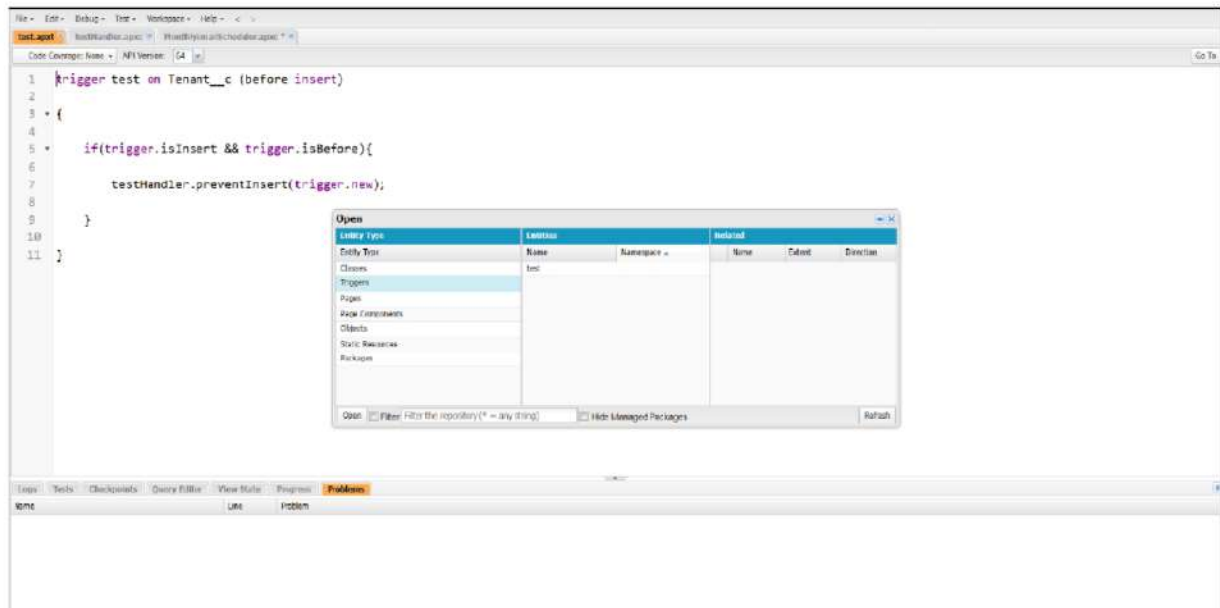 File • Edit • Debug • Test • Workspace • Help • < >
test.apxt testHandler.apxc MonthlyEmailScheduler.apxc *
Code Coverage: None API Version: 64 Go To
1 trigger test on Tenant__c (before insert)
2
3 {
4
5 if(trigger.isInsert && trigger.isBefore){
6
7 testHandler.preventInsert(trigger.new);
8
9 }
10
11 }
Open
Entity Type Entities Related
Entity Type Name Namespace Name Extent Direction
Classes test
Triggers
Pages
Page Components
Objects
Static Resources
Packages
Open Filter Filter the repository (* = any string) Hide Managed Packages Refresh
Logs Tests Checkpoints Query Editor View State Progress Problems
Name Line Problem